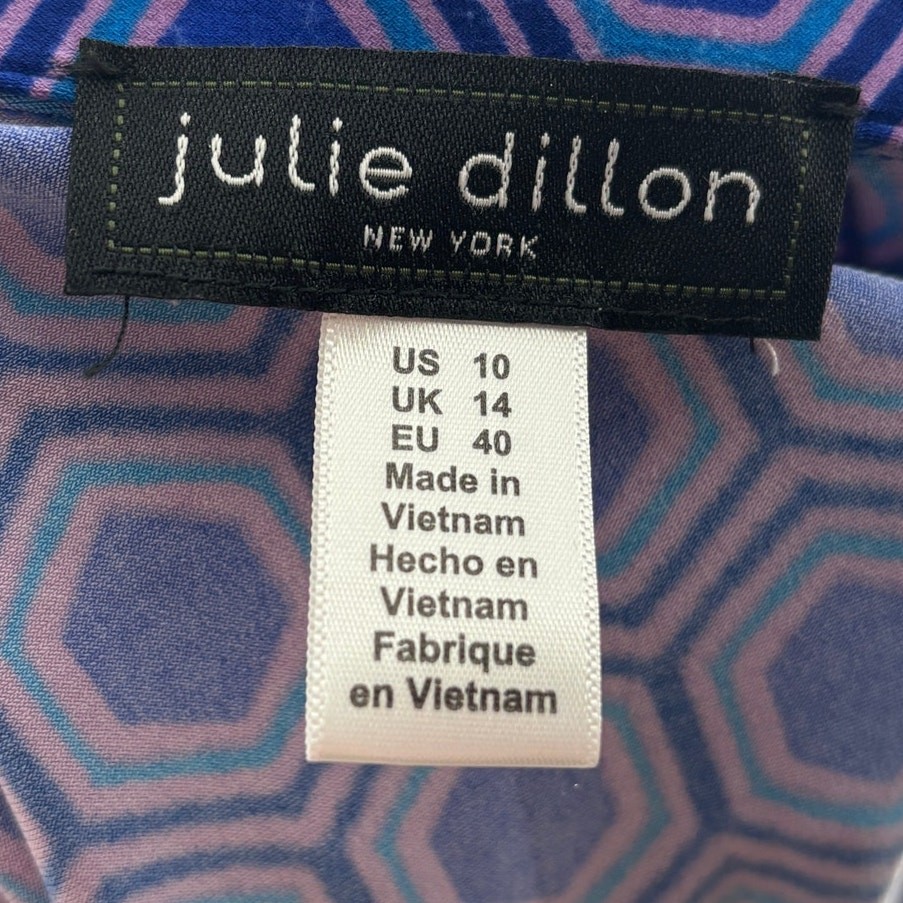 julie dillon
NEW YORK
US 10
UK 14
EU 40
Made in
Vietnam
Hecho en
Vietnam
Fabrique
en Vietnam